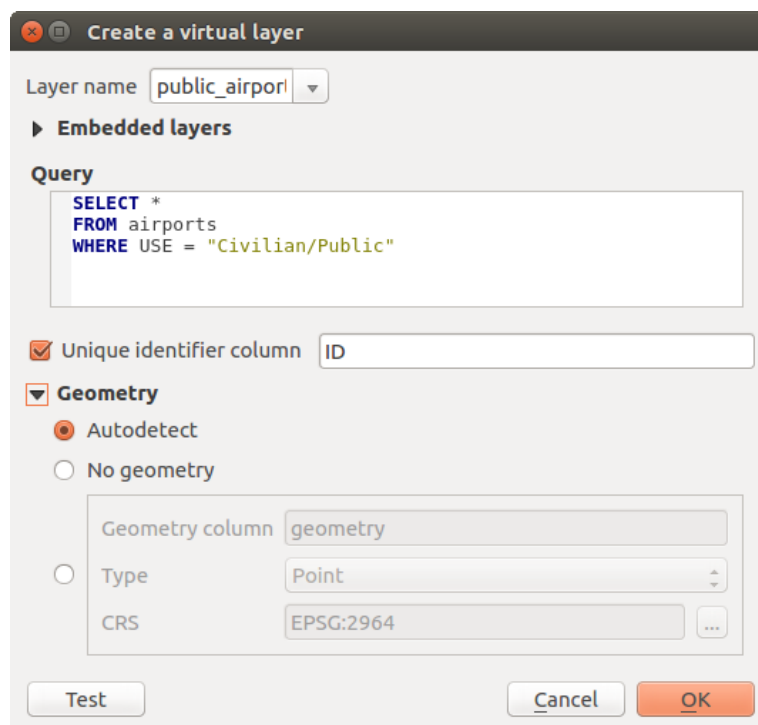 Create a virtual layer
Layer name public_airport
Embedded layers
Query
SELECT *
FROM airports
WHERE USE = "Civilian/Public"
Unique identifier column ID
Geometry
Autodetect
No geometry
Geometry column geometry
Type Point
CRS EPSG:2964 ...
Test Cancel OK